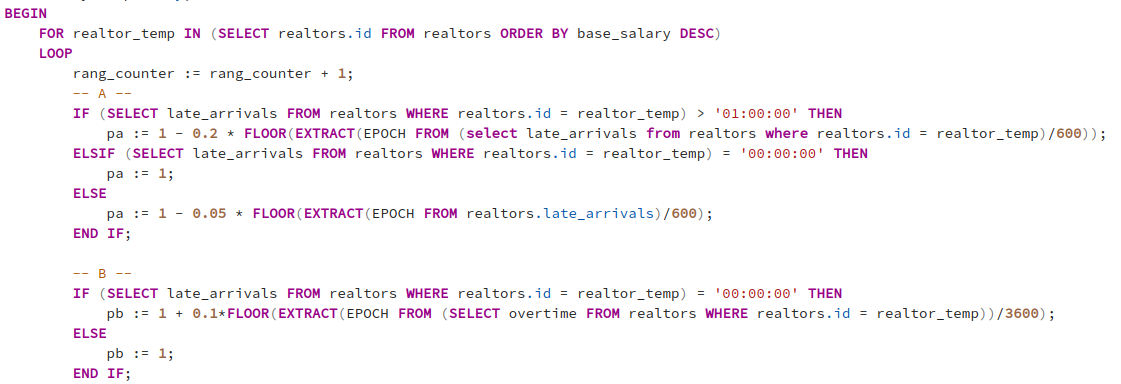 BEGIN
    FOR realtor_temp IN (SELECT realtors.id FROM realtors ORDER BY base_salary DESC)
    LOOP
        rang_counter := rang_counter + 1;
        -- A --
        IF (SELECT late_arrivals FROM realtors WHERE realtors.id = realtor_temp) > '01:00:00' THEN
            pa := 1 - 0.2 * FLOOR(EXTRACT(EPOCH FROM (select late_arrivals from realtors where realtors.id = realtor_temp)/600));
        ELSIF (SELECT late_arrivals FROM realtors WHERE realtors.id = realtor_temp) = '00:00:00' THEN
            pa := 1;
        ELSE
            pa := 1 - 0.05 * FLOOR(EXTRACT(EPOCH FROM realtors.late_arrivals)/600);
        END IF;

        -- B --
        IF (SELECT late_arrivals FROM realtors WHERE realtors.id = realtor_temp) = '00:00:00' THEN
            pb := 1 + 0.1*FLOOR(EXTRACT(EPOCH FROM (SELECT overtime FROM realtors WHERE realtors.id = realtor_temp))/3600);
        ELSE
            pb := 1;
        END IF;